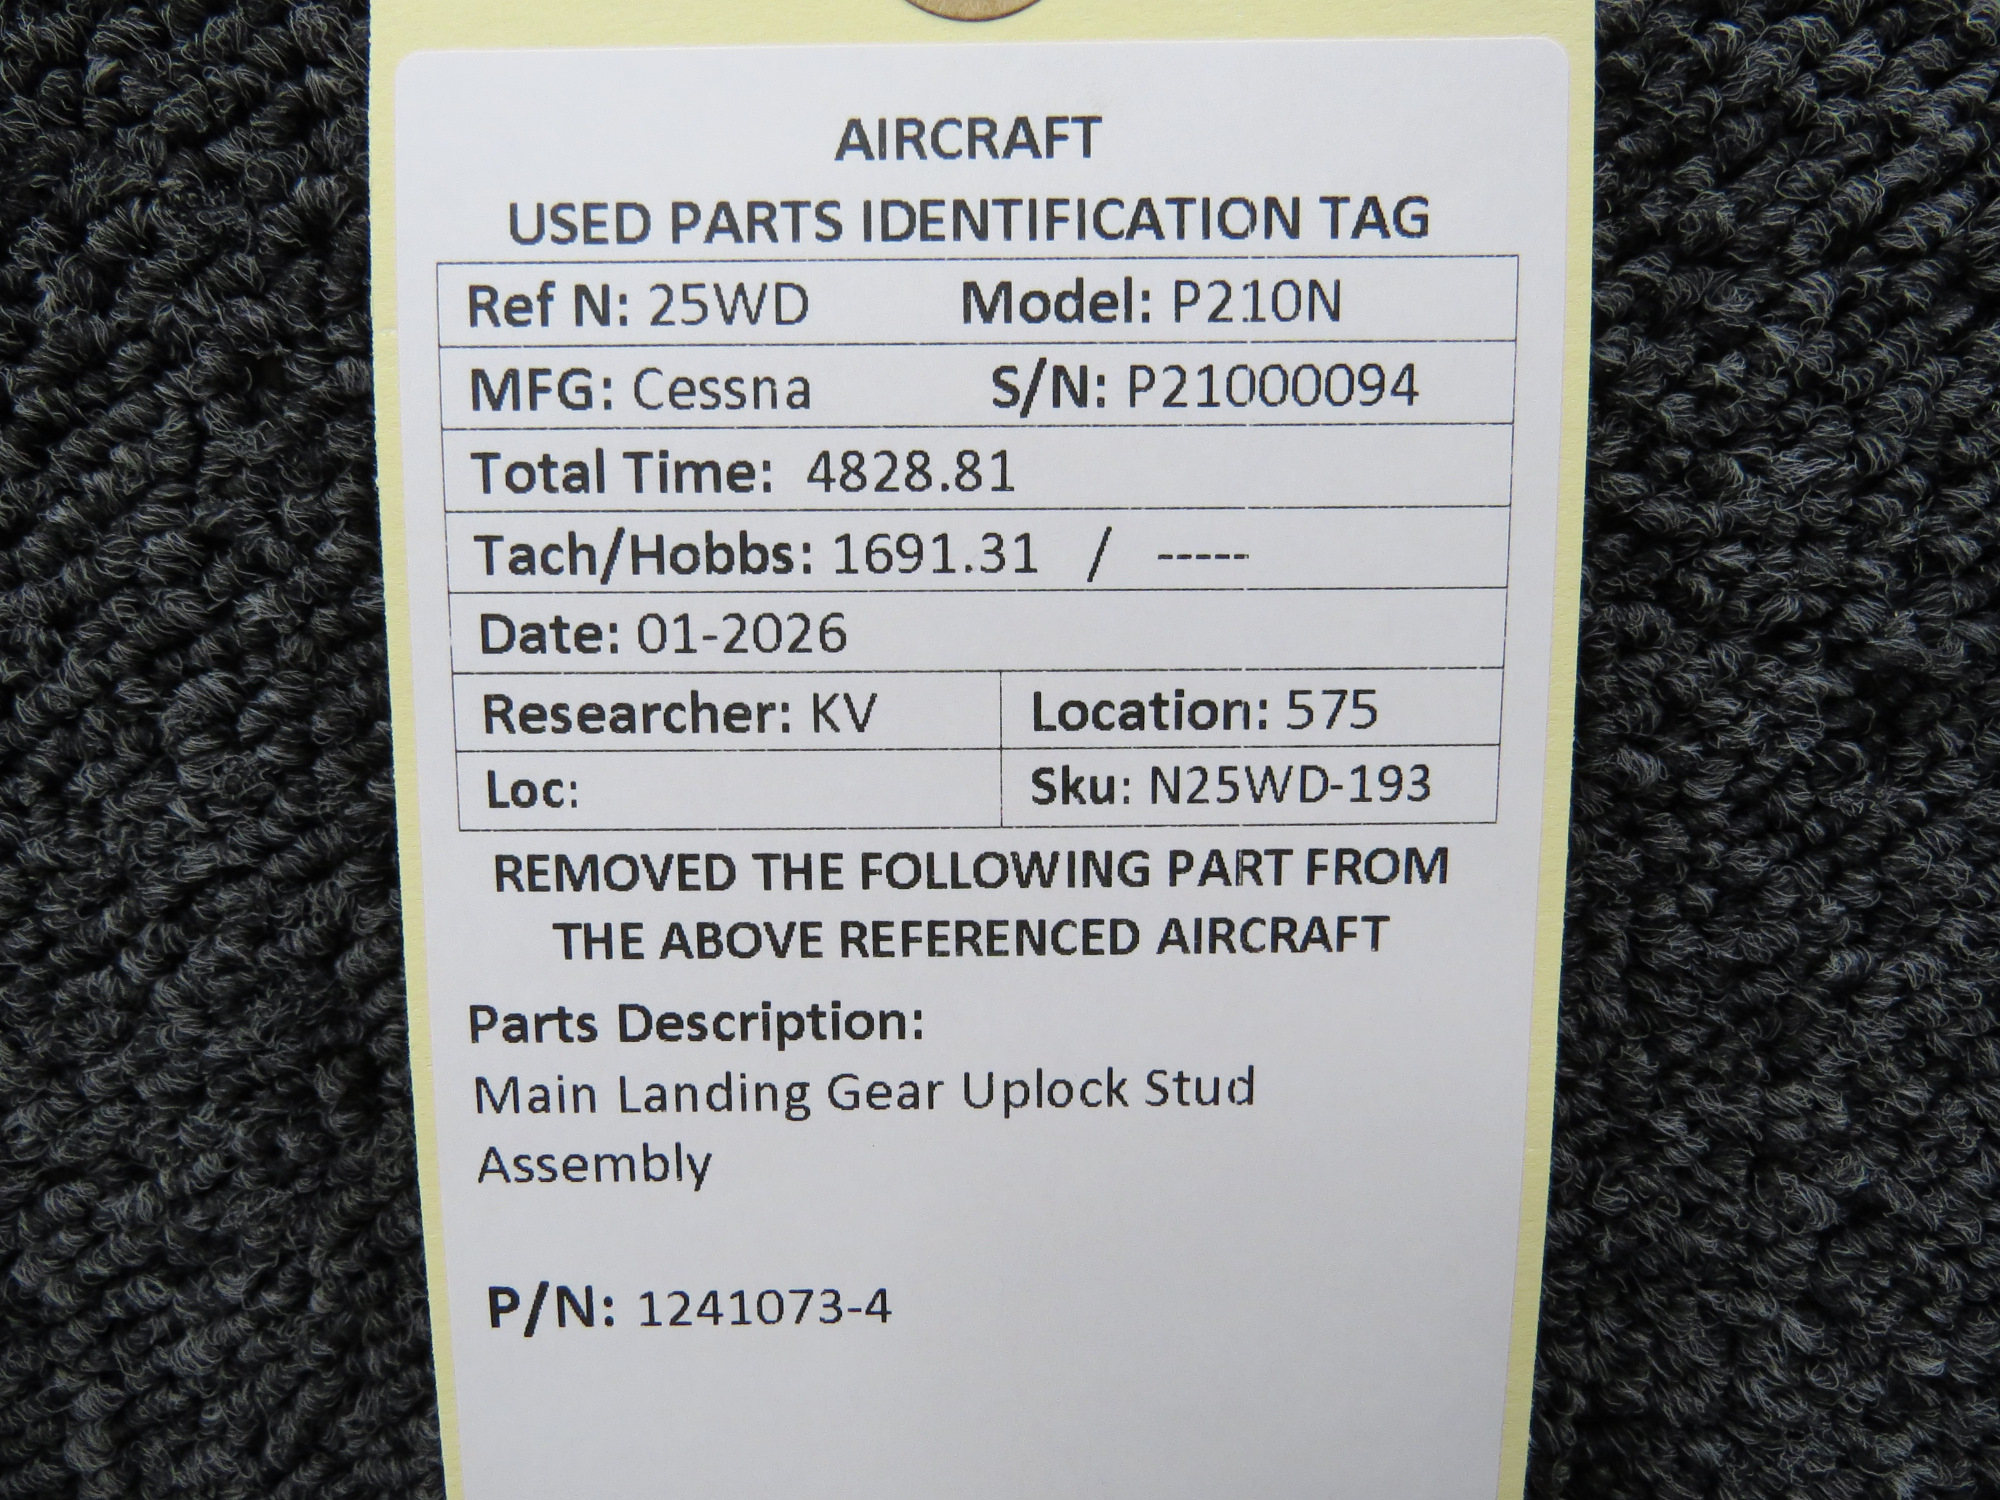 AIRCRAFT
USED PARTS IDENTIFICATION TAG
Ref N: 25WD Model: P210N
MFG: Cessna S/N: P21000094
Total Time: 4828.81
Tach/Hobbs: 1691.31 / -----
Date: 01-2026
Researcher: KV Location: 575
Loc: Sku: N25WD-193
REMOVED THE FOLLOWING PART FROM
THE ABOVE REFERENCED AIRCRAFT
Parts Description:
Main Landing Gear Uplock Stud
Assembly
P/N: 1241073-4